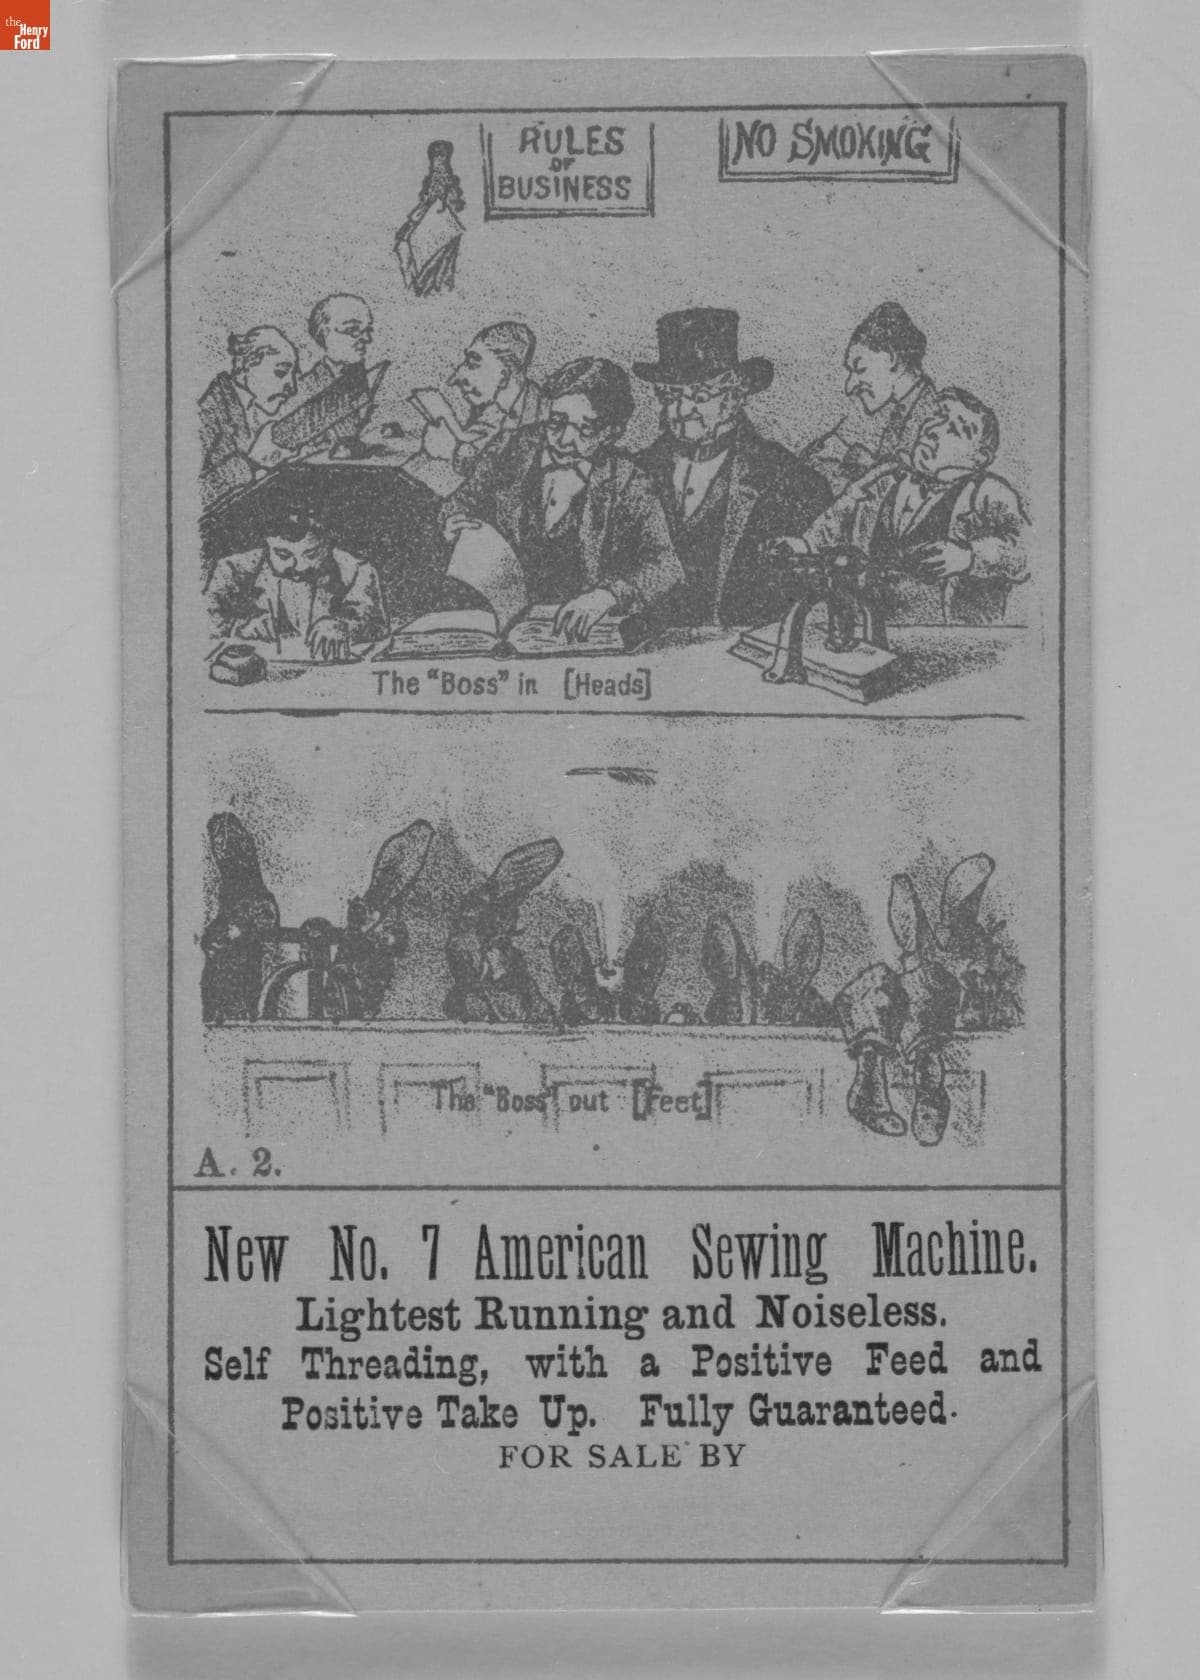 the
Henry
Ford
RULES
OF
BUSINESS
NO SMOKING
The "Boss" in [Heads]
The "Boss" out [Feet]
A. 2.
New No. 7 American Sewing Machine.
Lightest Running and Noiseless.
Self Threading, with a Positive Feed and
Positive Take Up. Fully Guaranteed.
FOR SALE BY